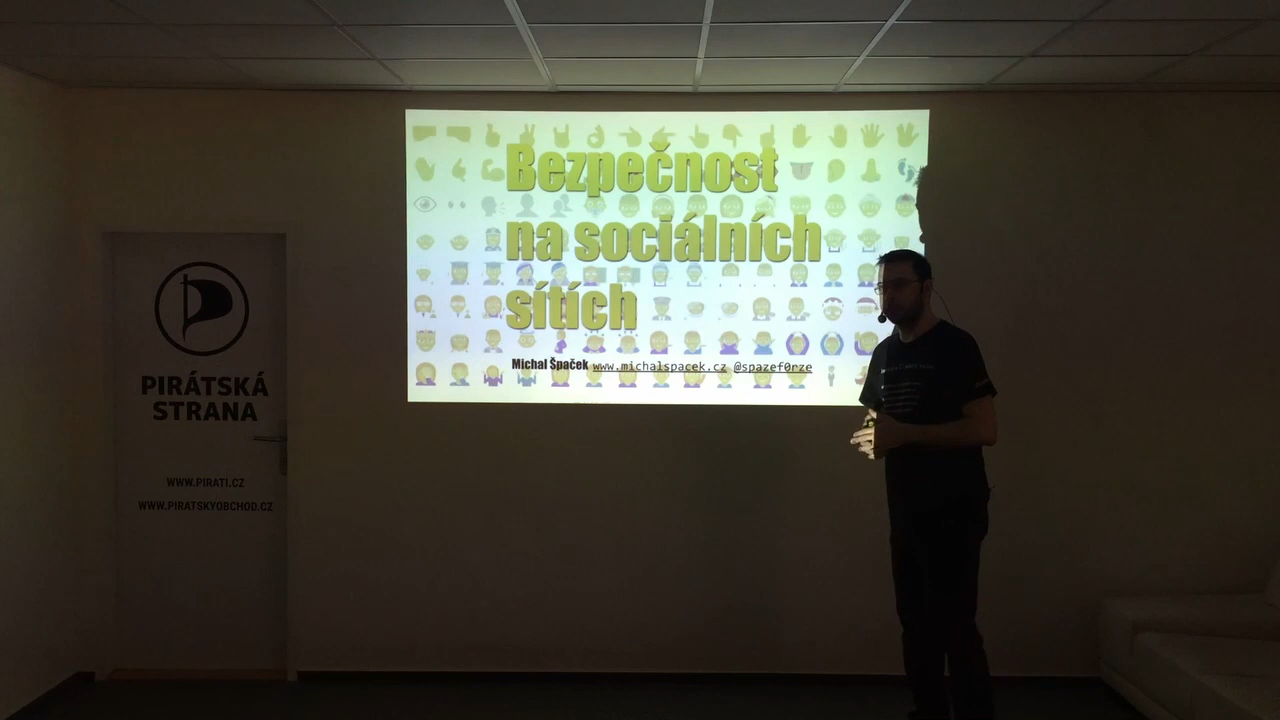 Bezpečnost
na sociálních
sítích
Michal Špaček www.michalspacek.cz @spazef0rze
PIRÁTSKÁ
STRANA
WWW.PIRATI.CZ
WWW.PIRATSKYOBCHOD.CZ